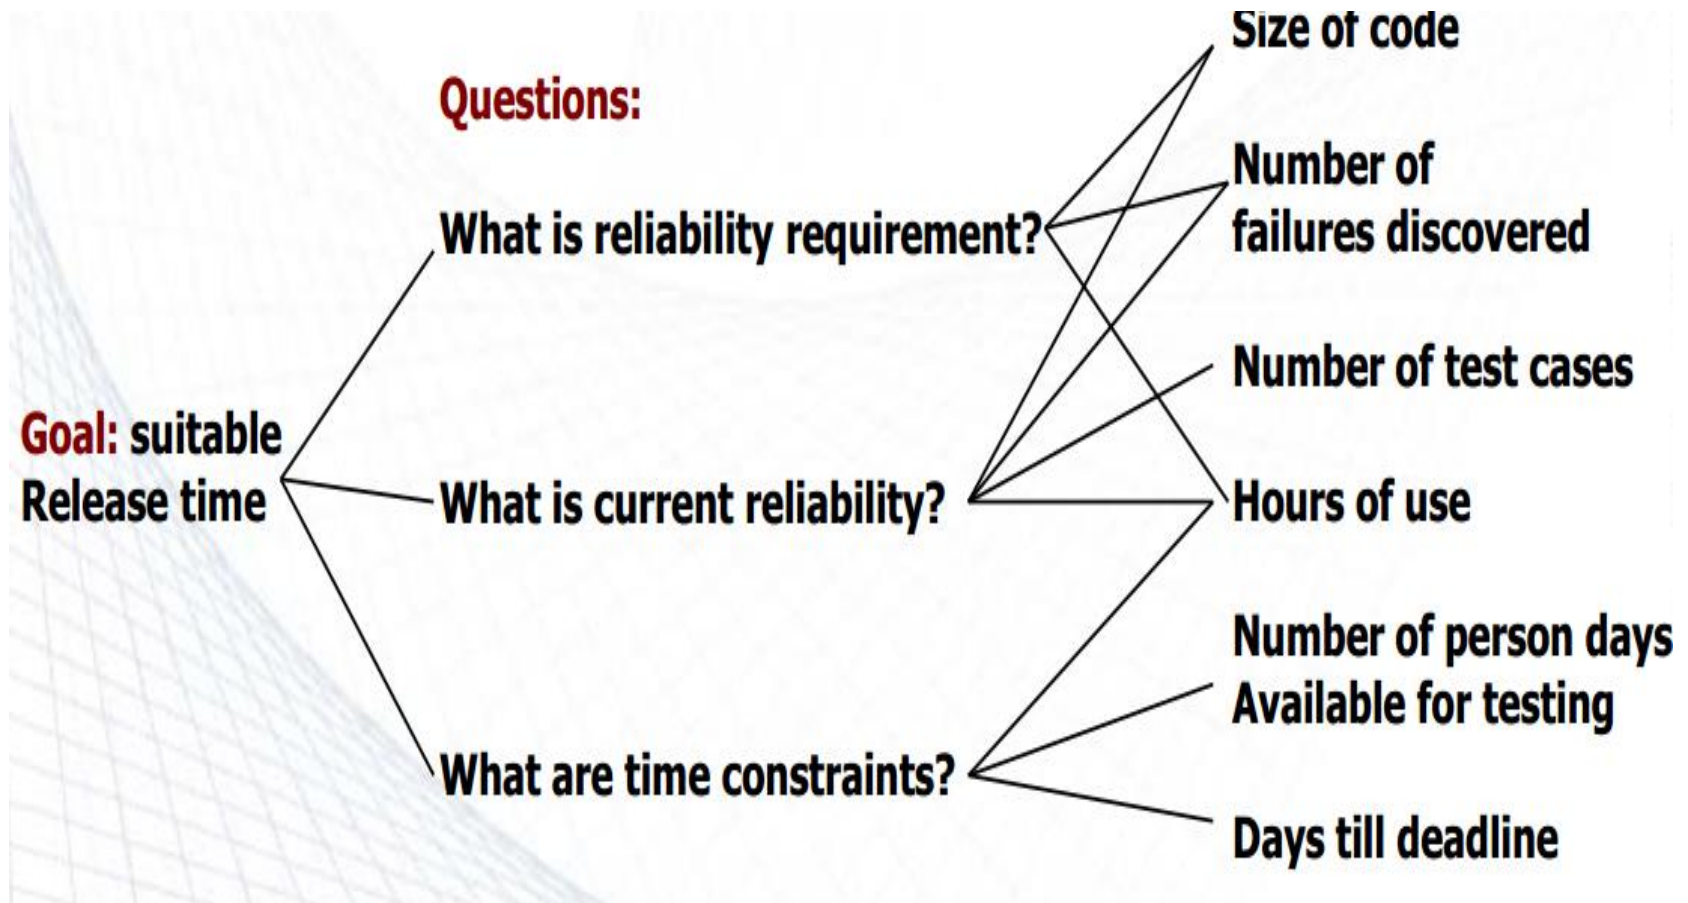 Goal: suitable
Release time
Questions:
What is reliability requirement?
What is current reliability?
What are time constraints?
Size of code
Number of
failures discovered
Number of test cases
Hours of use
Number of person days
Available for testing
Days till deadline